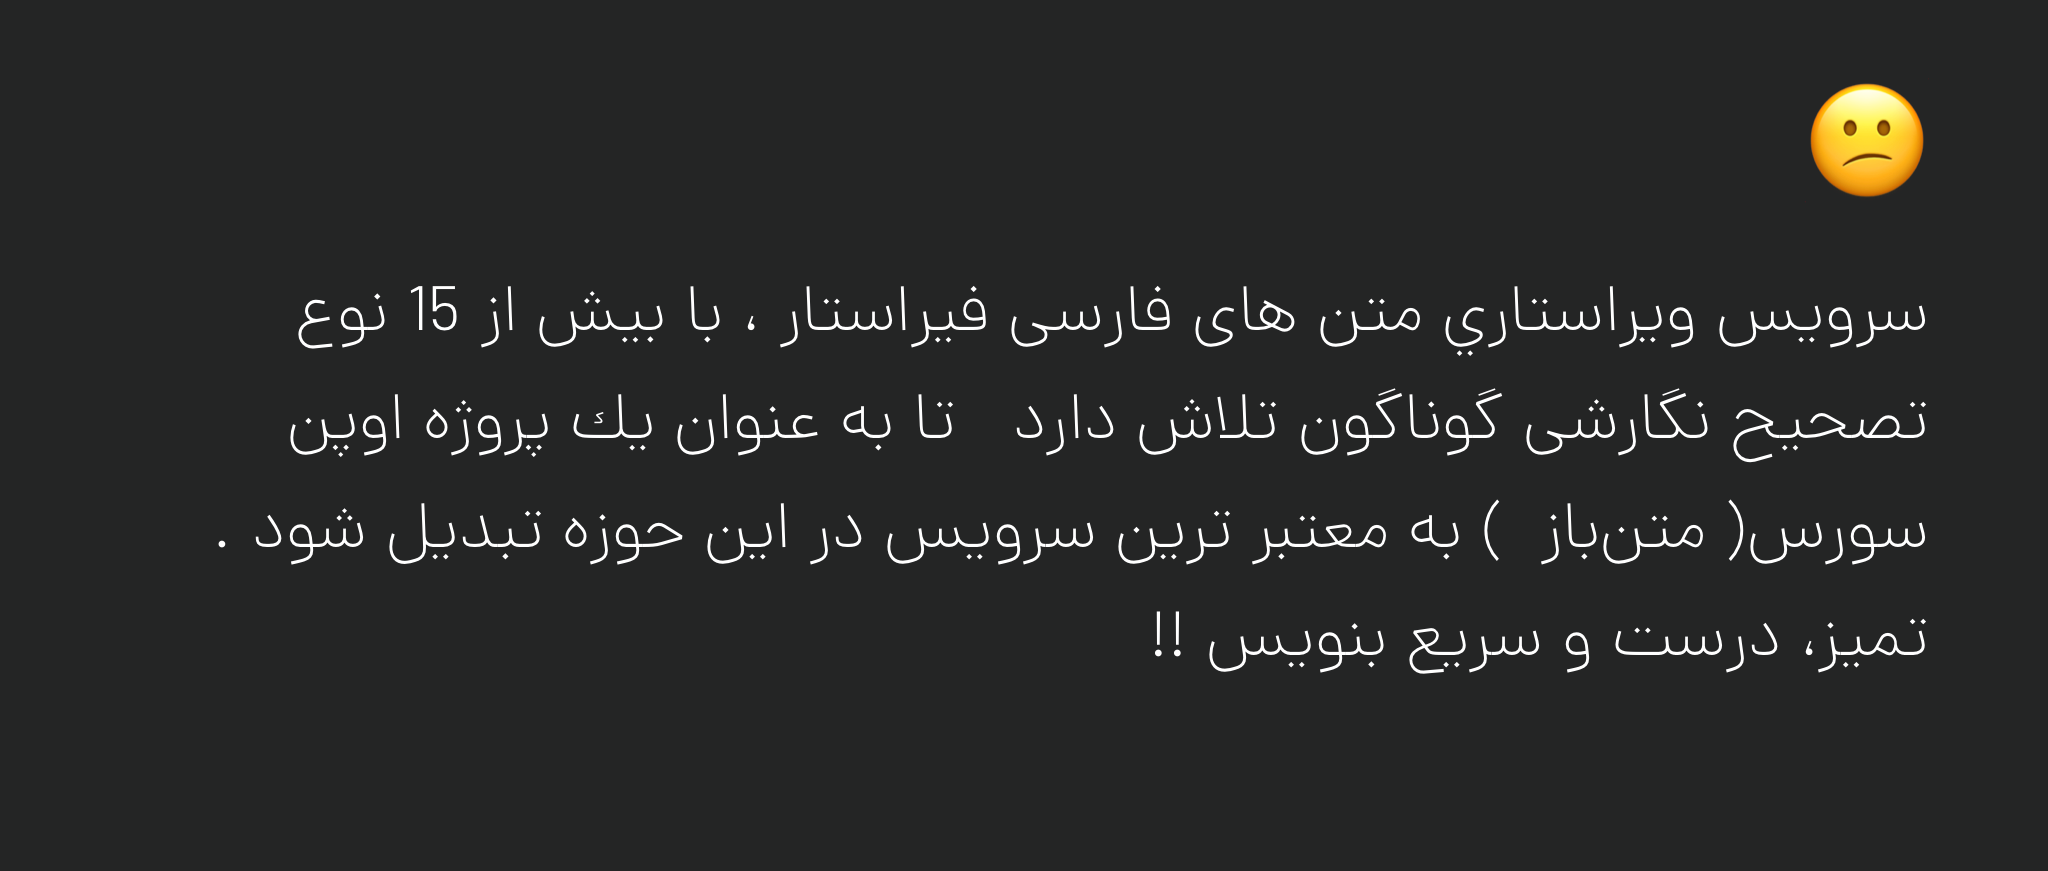 سرویس ویراستاري متن های فارسی فیراستار ، با بیش از 15 نوع
تصحیح نگارشی گوناگون تلاش دارد   تا به عنوان يك پروژه اوپن
سورس( متن‌باز  ) به معتبر ترین سرویس در این حوزه تبدیل شود .
تمیز، درست و سریع بنویس !!